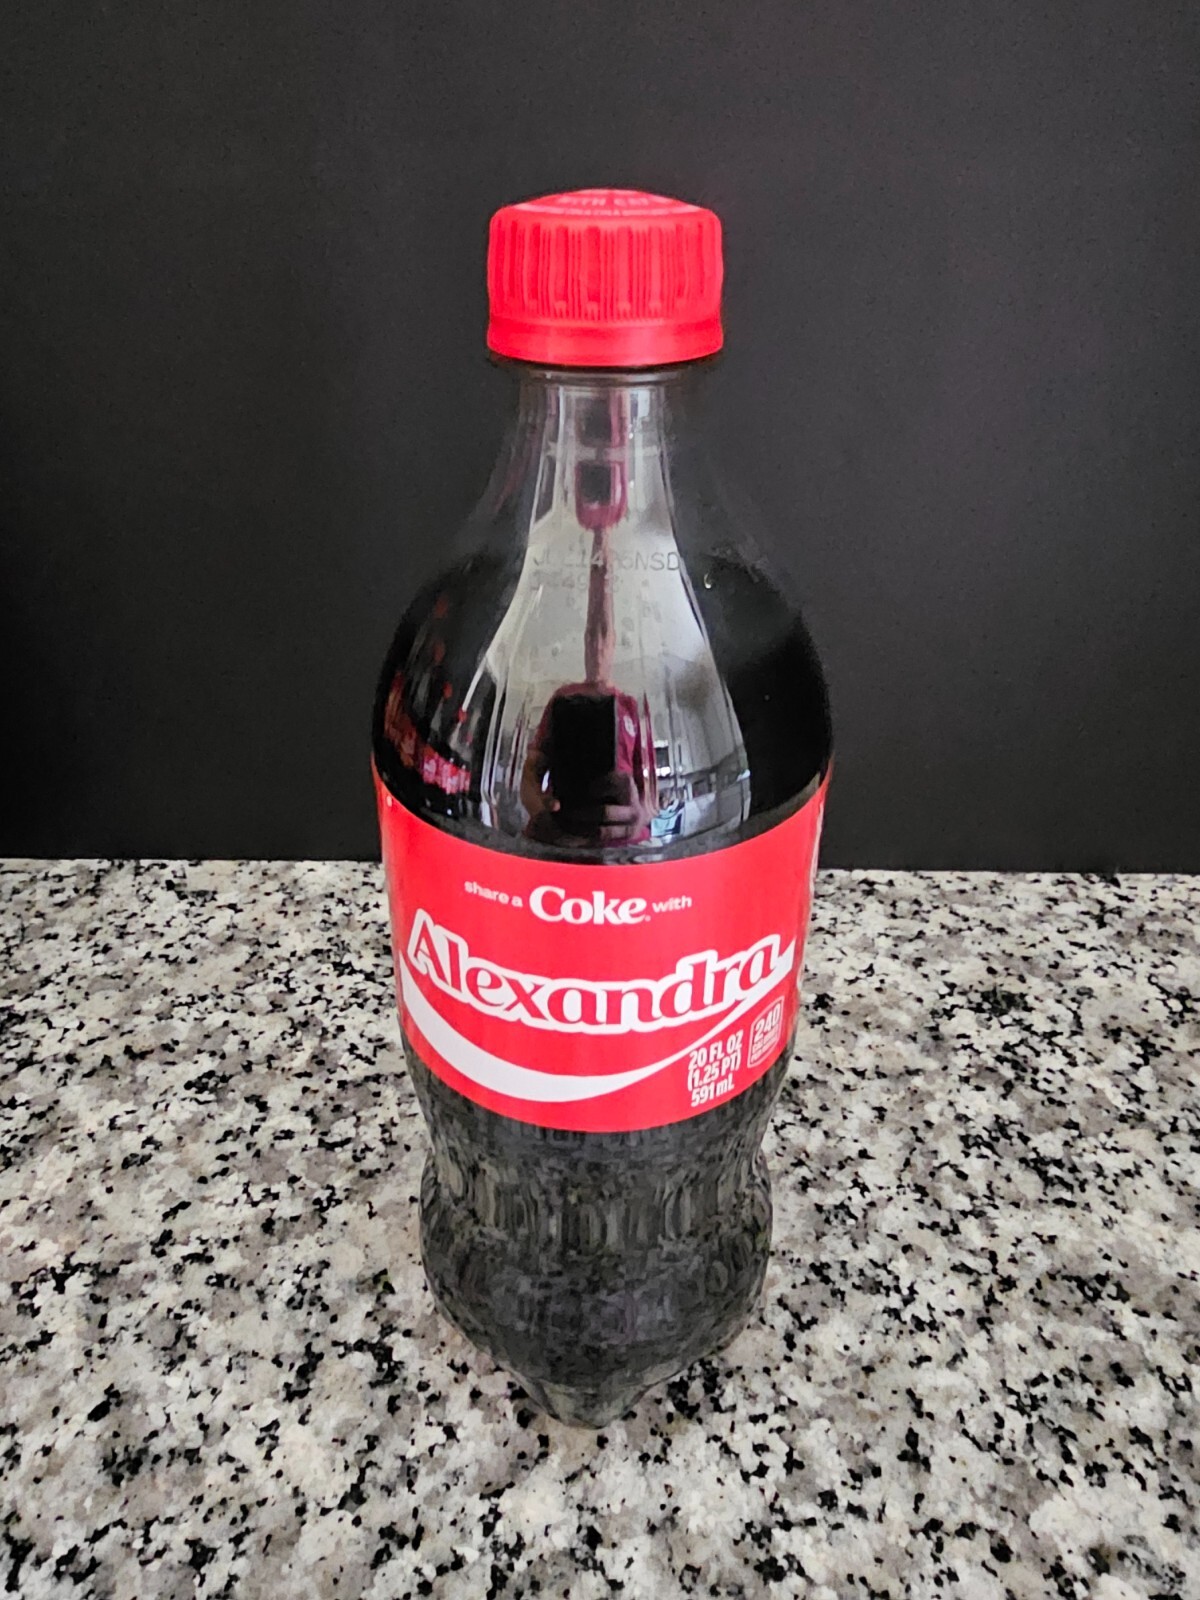 share a Coke® with
Alexandra
20 FL OZ
(1.25 PT)
591 mL
240